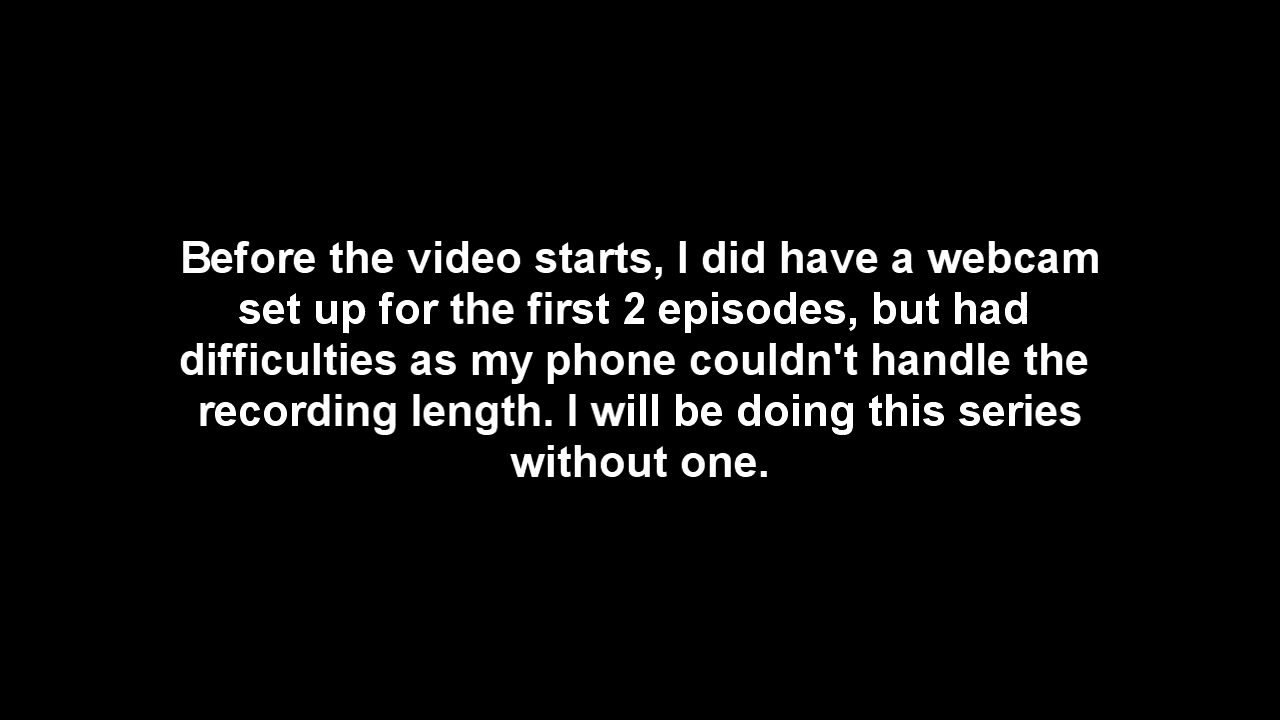 Before the video starts, I did have a webcam
set up for the first 2 episodes, but had
difficulties as my phone couldn't handle the
recording length. I will be doing this series
without one.